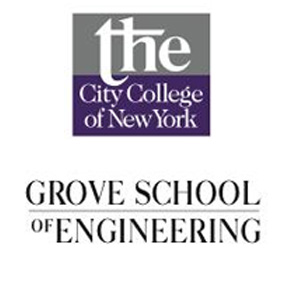 the
City College
of New York
GROVE SCHOOL
OF ENGINEERING